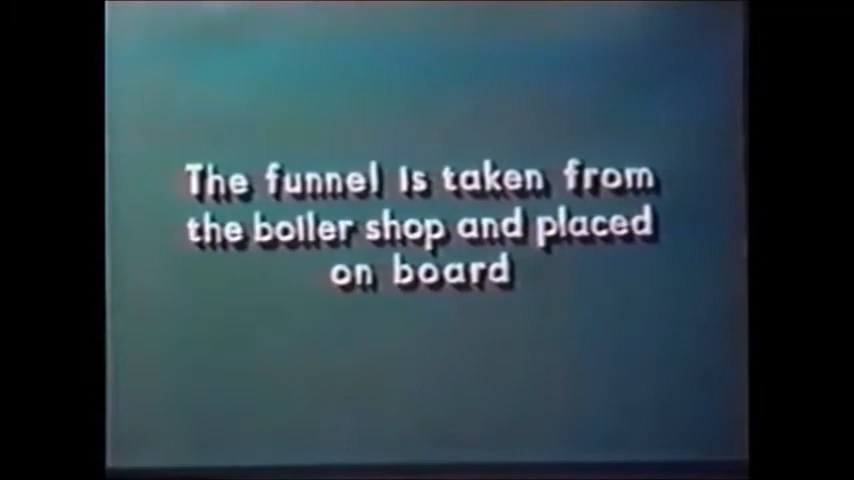 The funnel is taken from
the boiler shop and placed
on board